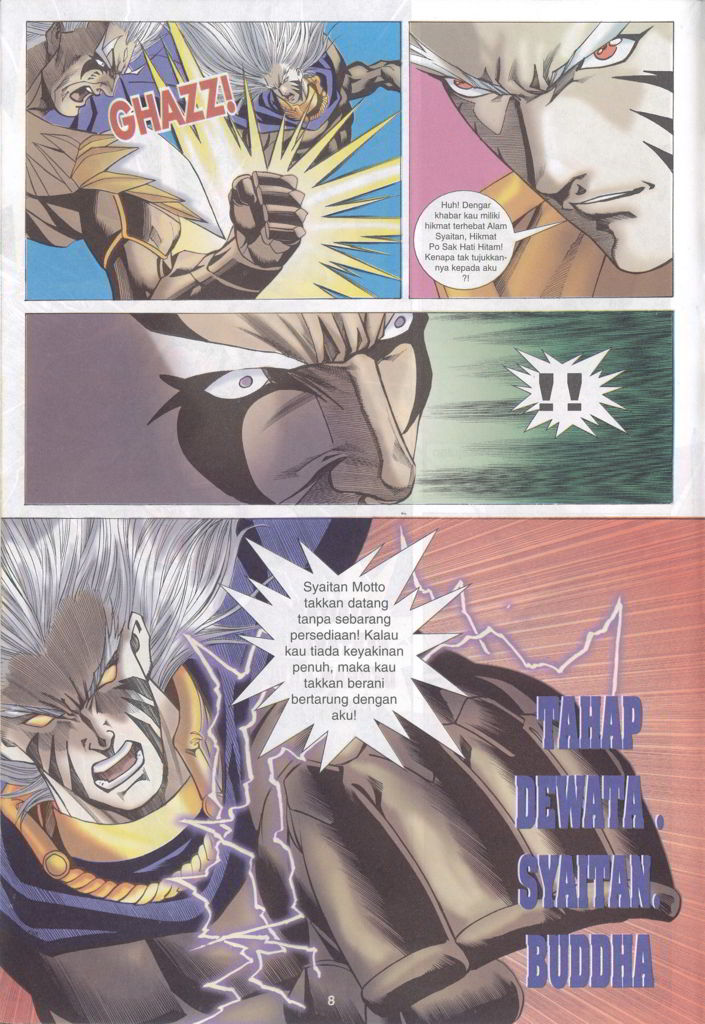 GHAZZ!
Huh! Dengar
khabar kau miliki
hikmat terhebat Alam
Syaitan, Hikmat
Po Sak Hati Hitam!
Kenapa tak tujukkan-
nya kepada aku
?!
!!
Syaitan Motto
takkan datang
tanpa sebarang
persediaan! Kalau
kau tiada keyakinan
penuh, maka kau
takkan berani
bertarung dengan
aku!
TAHAP
DEWATA .
SYAITAN.
BUDDHA
8